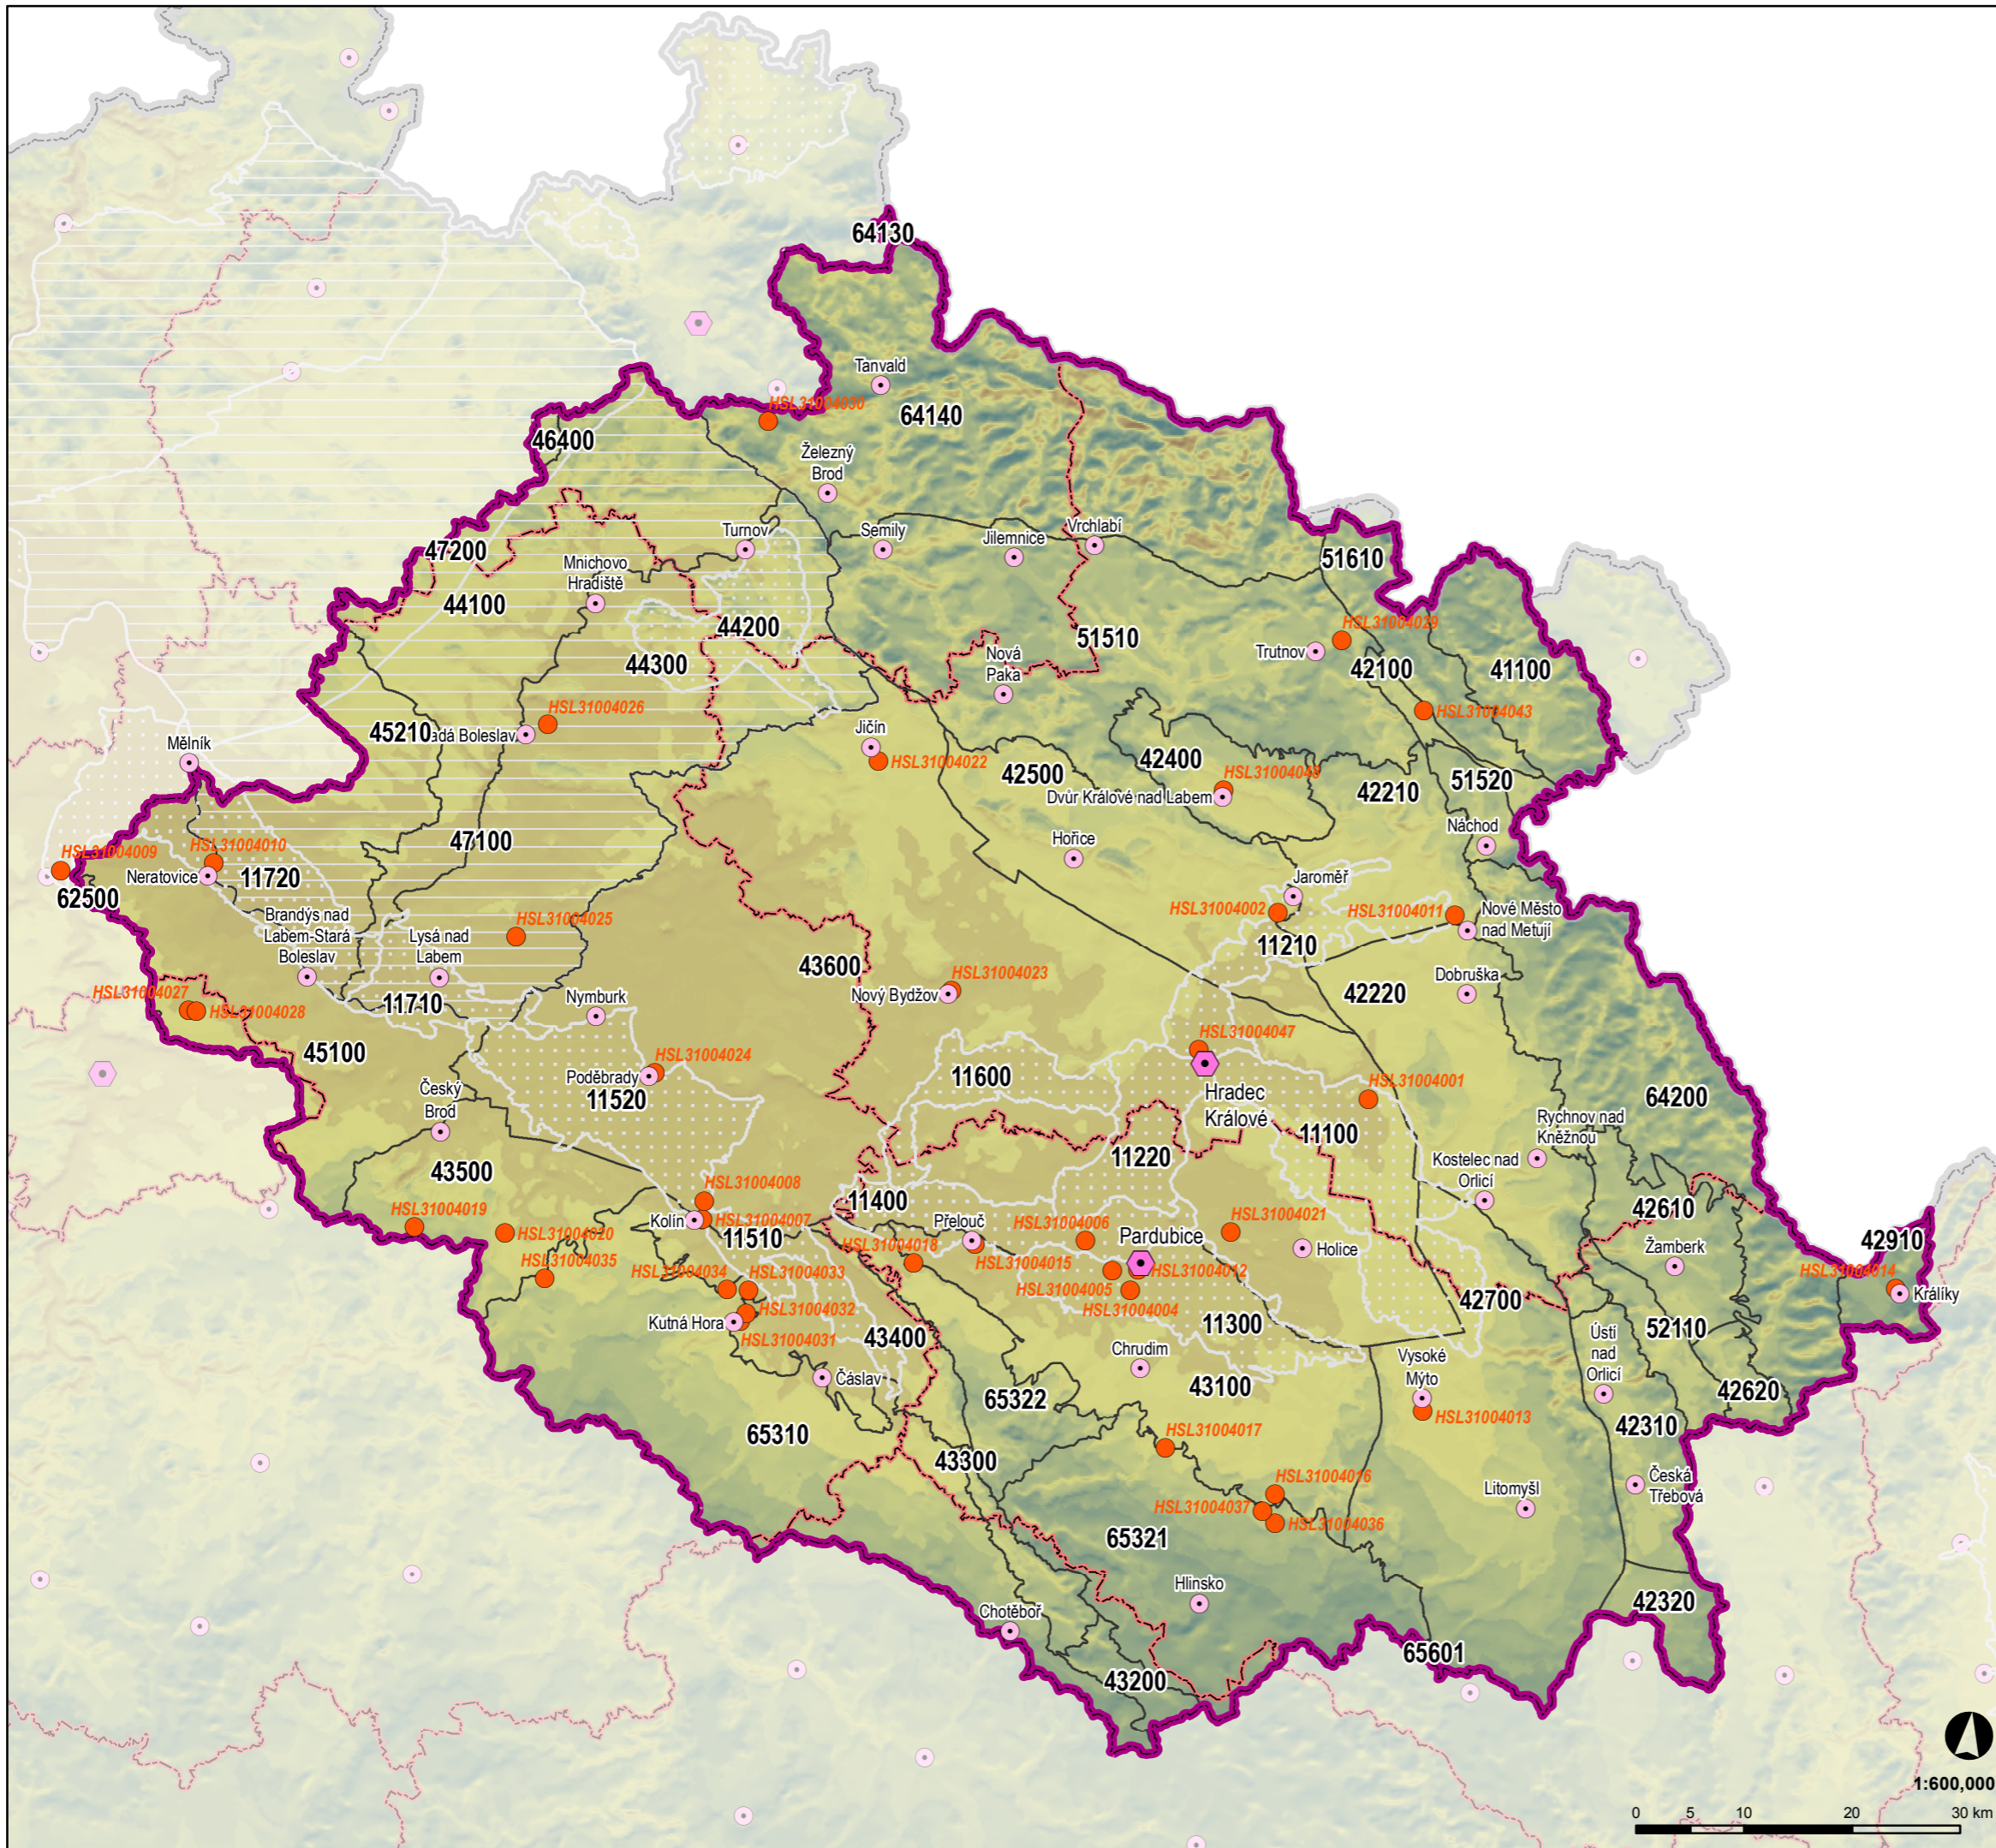 64130
Tanvald
HSL31004030
64140
46400
Železný
Brod
Turnov
Semily
Jilemnice
Vrchlabí
47200
Mnichovo
Hradiště
51610
44100
44200
51510
HSL31004029
Trutnov
42100
41100
44300
Nová
Paka
HSL31004026
45210
adá Boleslav
HSL31004043
Jičín
HSL31004022
Mělník
42500
42400
HSL31004048
Dvůr Králové nad Labem
42210
51520
47100
Náchod
Hořice
HSL31004009
HSL31004010
Neratovice
11720
62500
Jaroměř
HSL31004002
HSL31004011
Nové Město
nad Metují
Brandýs nad
Labem-Stará
Boleslav
Lysá nad
Labem
HSL31004025
11210
43600
HSL31004023
Nový Bydžov
Dobruška
42220
HSL31004027
HSL31004028
11710
Nymburk
45100
HSL31004047
HSL31004024
Poděbrady
11520
11600
Hradec
Králové
HSL31004001
64200
Český
Brod
11100
Rychnov nad
Kněžnou
43500
11220
Kostelec nad
Orlicí
HSL31004008
11400
42610
HSL31004019
HSL31004020
Kolín
HSL31004007
11510
Přelouč
HSL31004006
Pardubice
HSL31004021
Holice
42910
HSL31004018
HSL31004015
Žamberk
HSL31004035
HSL31004034
HSL31004033
HSL31004012
HSL31004005
HSL31004004
HSL31004014
Králíky
42700
Kutná Hora
HSL31004032
HSL31004031
43400
11300
52110
Ústí
nad
Orlicí
Chrudim
Vysoké
Mýto
Čáslav
65322
43100
42620
HSL31004013
42310
65310
HSL31004017
43300
HSL31004016
Česká
Třebová
Litomyšl
HSL31004037
HSL31004036
65321
Hlinsko
42320
Chotěboř
65601
43200
1:600,000
0 5 10 20 30 km